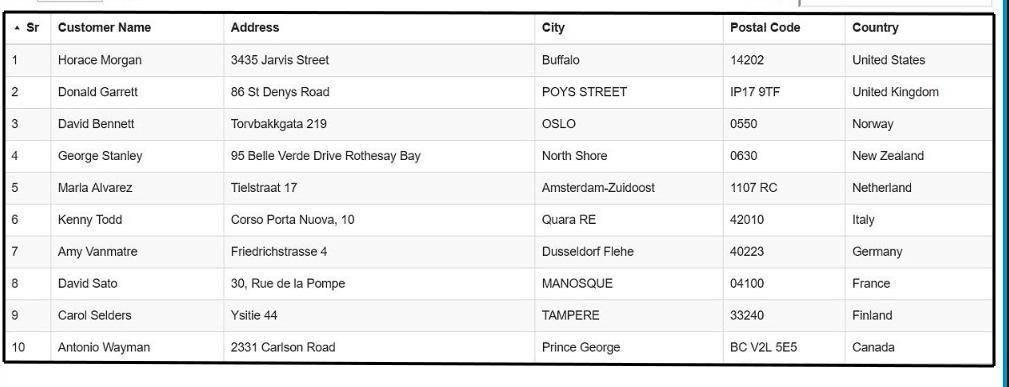 Sr Customer Name Address City Postal Code Country
1 Horace Morgan 3435 Jarvis Street Buffalo 14202 United States
2 Donald Garrett 86 St Denys Road POYS STREET IP17 9TF United Kingdom
3 David Bennett Torvbakkgata 219 OSLO 0550 Norway
4 George Stanley 95 Belle Verde Drive Rothesay Bay North Shore 0630 New Zealand
5 Maria Alvarez Tielstraat 17 Amsterdam-Zuidoost 1107 RC Netherland
6 Kenny Todd Corso Porta Nuova, 10 Quara RE 42010 Italy
7 Amy Vanmatre Friedrichstrasse 4 Dusseldorf Flehe 40223 Germany
8 David Sato 30, Rue de la Pompe MANOSQUE 04100 France
9 Carol Selders Ysitie 44 TAMPERE 33240 Finland
10 Antonio Wayman 2331 Carlson Road Prince George BC V2L 5E5 Canada